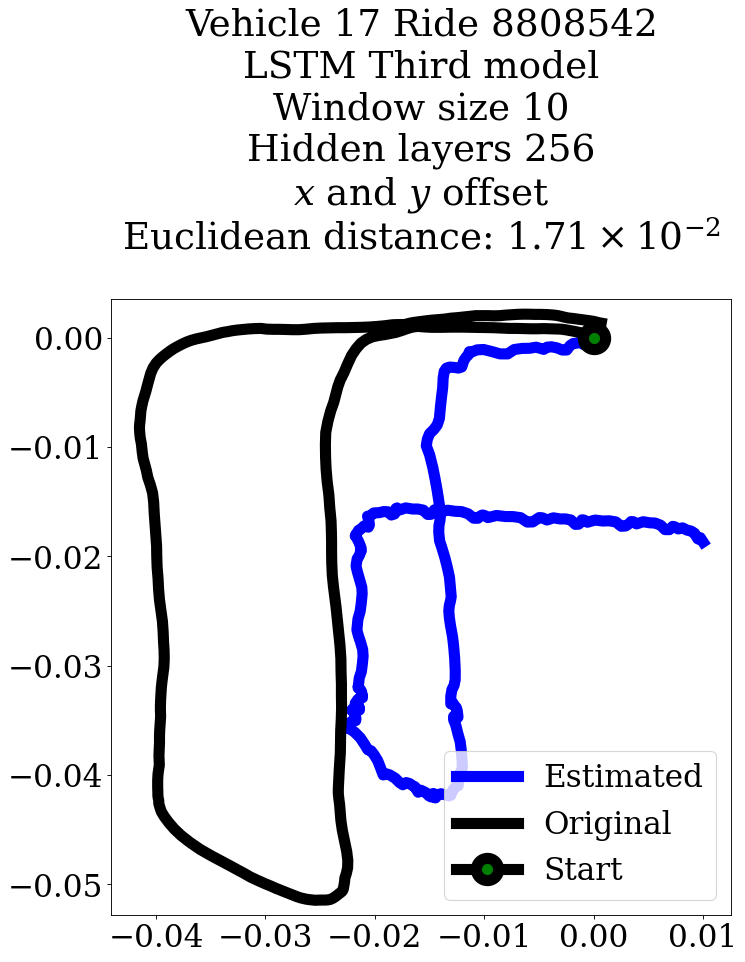 Vehicle 17 Ride 8808542
LSTM Third model
Window size 10
Hidden layers 256
x and y offset
Euclidean distance: 1.71 × 10⁻²
0.00
−0.01
−0.02
−0.03
−0.04
−0.05
−0.04 −0.03 −0.02 −0.01 0.00 0.01
Estimated
Original
Start